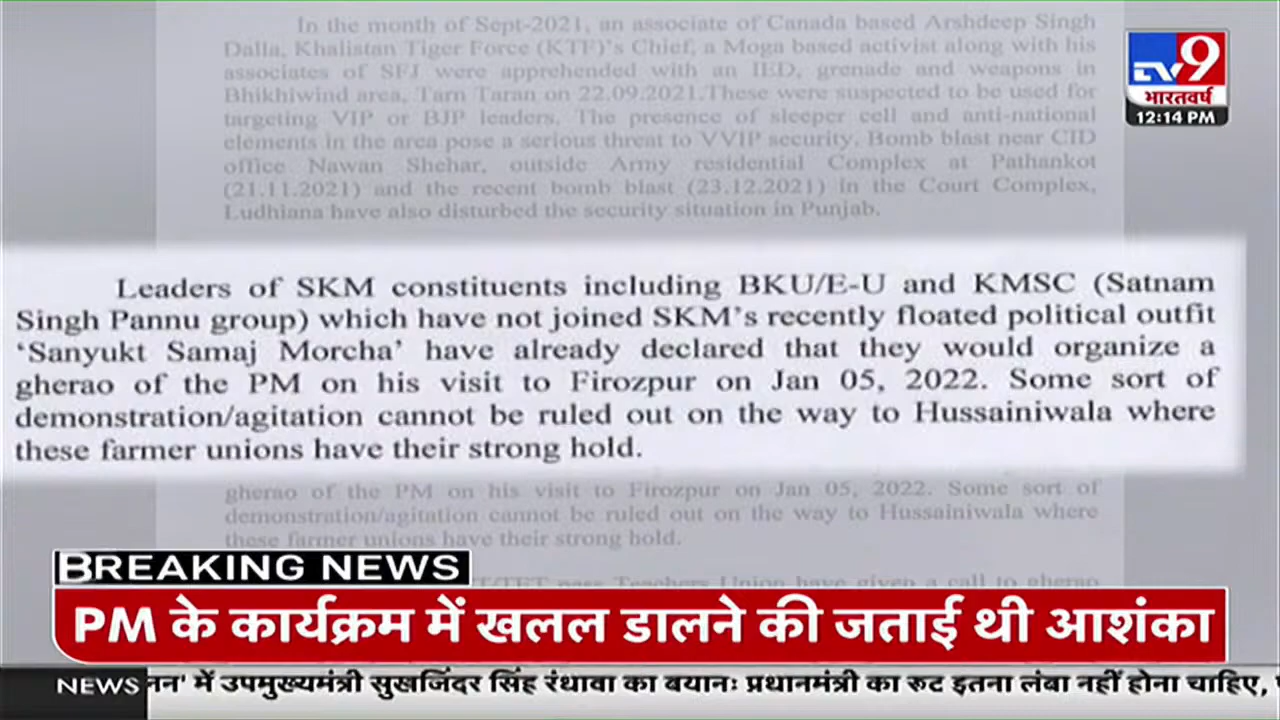 In the month of Sept-2021, an associate of Canada based Arshdeep Singh
Dalla, Khalistan Tiger Force (KTF)'s Chief, a Moga based activist along with his
associates of SFJ were apprehended with an IED, grenade and weapons in
Bhikhiwind area, Tarn Taran on 22.09.2021.These were suspected to be used for
targeting VIP or BJP leaders. The presence of sleeper cell and anti-national
elements in the area pose a serious threat to VVIP security. Bomb blast near CID
office Nawan Shehar, outside Army residential Complex at Pathankot
(21.11.2021) and the recent bomb blast (23.12.2021) in the Court Complex,
Ludhiana have also disturbed the security situation in Punjab.
TV9
भारतवर्ष
12:14 PM
Leaders of SKM constituents including BKU/E-U and KMSC (Satnam
Singh Pannu group) which have not joined SKM's recently floated political outfit
'Sanyukt Samaj Morcha' have already declared that they would organize a
gherao of the PM on his visit to Firozpur on Jan 05, 2022. Some sort of
demonstration/agitation cannot be ruled out on the way to Hussainiwala where
these farmer unions have their strong hold.
gherao of the PM on his visit to Firozpur on Jan 05, 2022. Some sort of
demonstration/agitation cannot be ruled out on the way to Hussainiwala where
these farmer unions have their strong hold.
pass Teachers Union have given a call to gherao
BREAKING NEWS
PM के कार्यक्रम में खलल डालने की जताई थी आशंका
NEWS
' में उपमुख्यमंत्री सुखजिंदर सिंह रंधावा का बयानः प्रधानमंत्री का रूट इतना लंबा नहीं होना चाहिए,